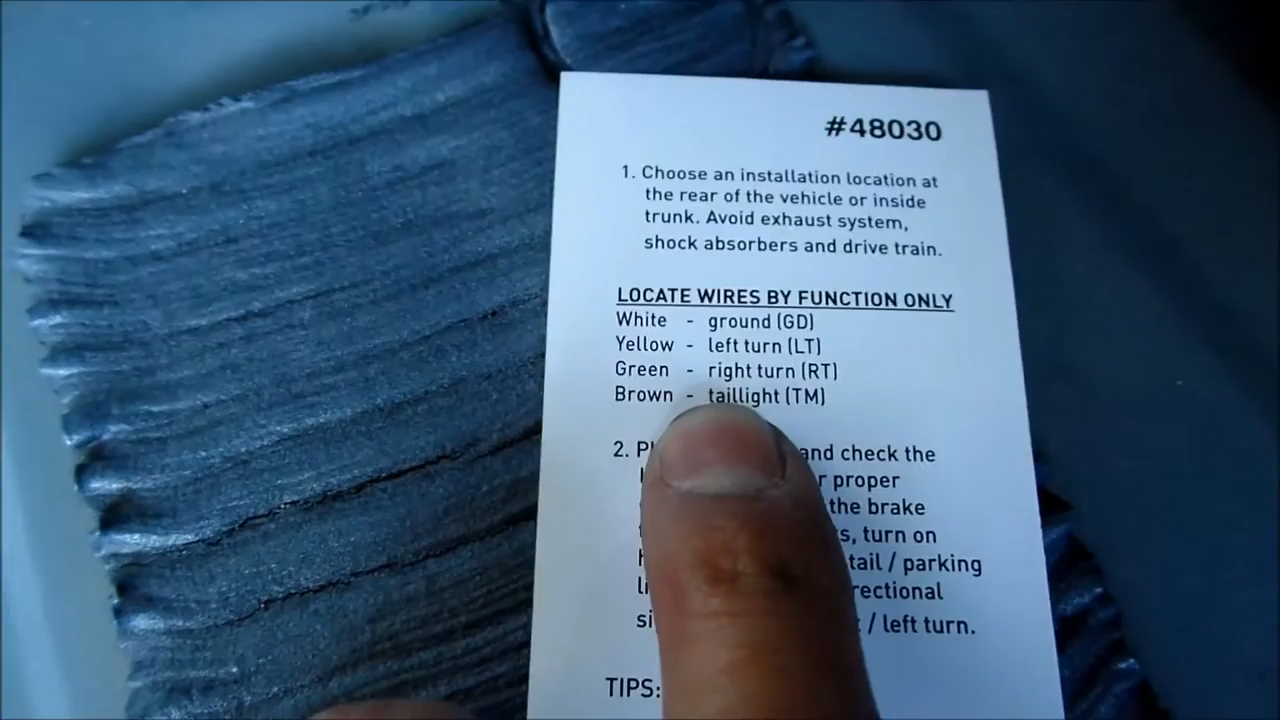 #48030
1. Choose an installation location at
the rear of the vehicle or inside
trunk. Avoid exhaust system,
shock absorbers and drive train.
LOCATE WIRES BY FUNCTION ONLY
White - ground (GD)
Yellow - left turn (LT)
Green - right turn (RT)
Brown - taillight (TM)
2. and check the
proper
the brake
turn on
tail / parking
/ left turn.
TIPS: